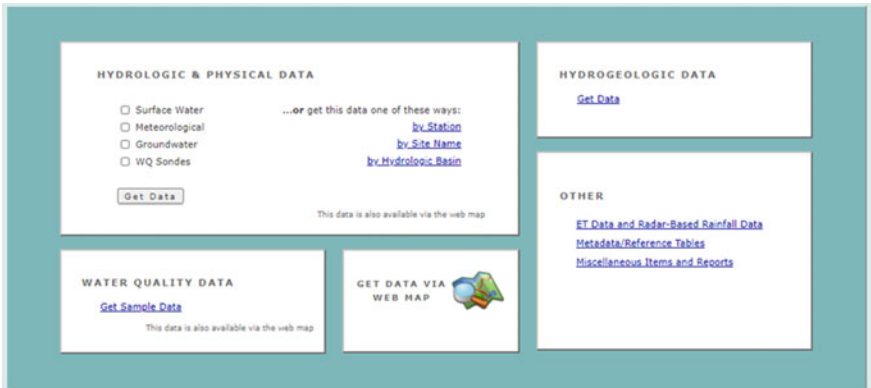 HYDROLOGIC & PHYSICAL DATA
Surface Water
Meteorological
Groundwater
WQ Sondes
...or get this data one of these ways:
by Station
by Site Name
by Hydrologic Basin
Get Data
This data is also available via the web map
HYDROGEOLOGIC DATA
Get Data
OTHER
ET Data and Radar-Based Rainfall Data
Metadata/Reference Tables
Miscellaneous Items and Reports
WATER QUALITY DATA
Get Sample Data
This data is also available via the web map
GET DATA VIA
WEB MAP